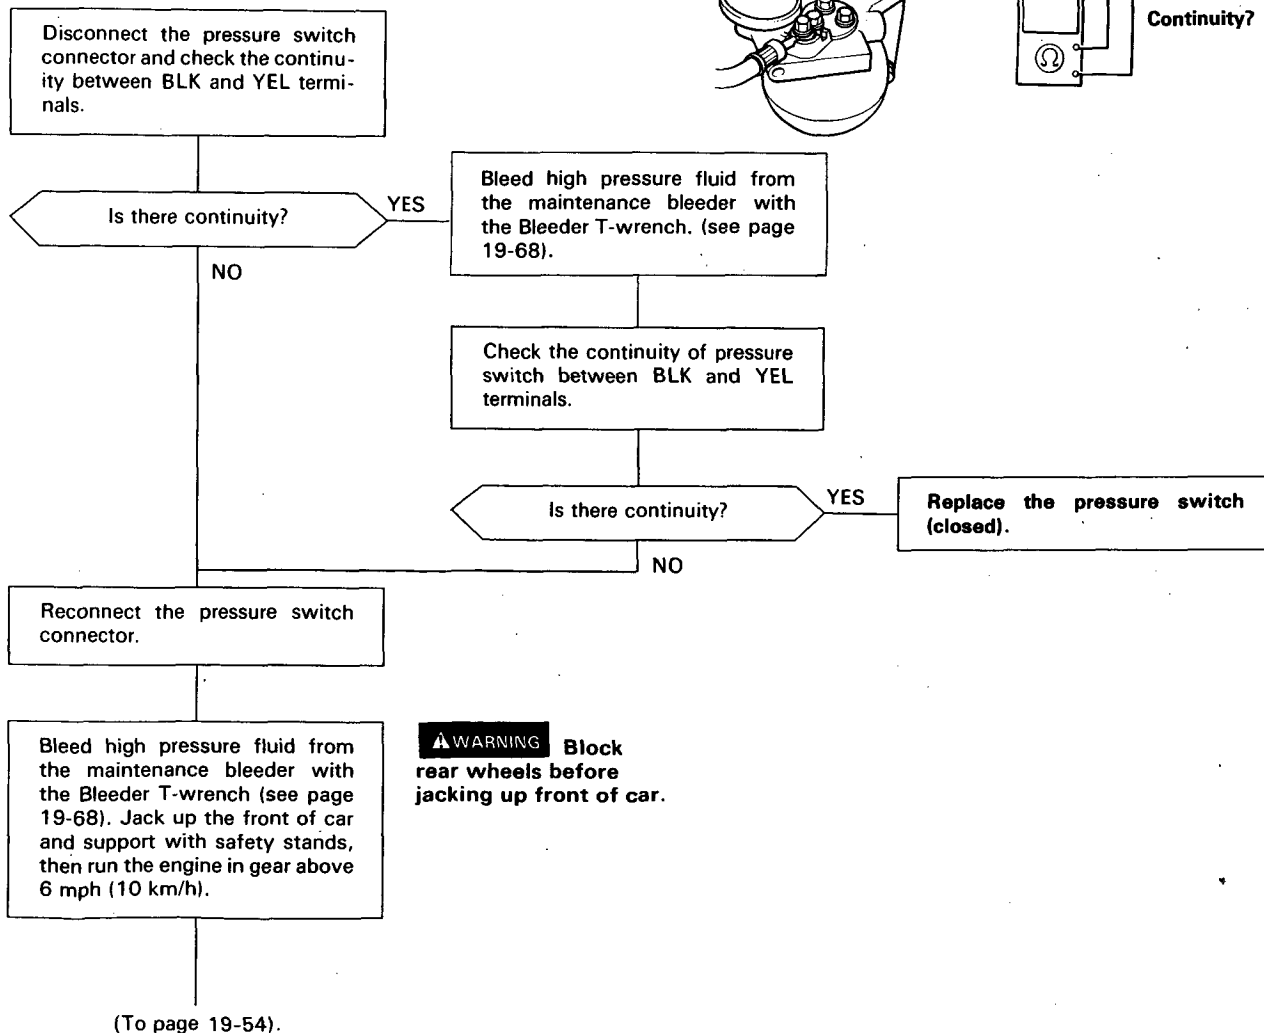 Continuity?
Ω
Disconnect the pressure switch
connector and check the continu-
ity between BLK and YEL termi-
nals.
Is there continuity?
YES
NO
Bleed high pressure fluid from
the maintenance bleeder with
the Bleeder T-wrench. (see page
19-68).
Check the continuity of pressure
switch between BLK and YEL
terminals.
Is there continuity?
YES
NO
Replace the pressure switch
(closed).
Reconnect the pressure switch
connector.
Bleed high pressure fluid from
the maintenance bleeder with
the Bleeder T-wrench (see page
19-68). Jack up the front of car
and support with safety stands,
then run the engine in gear above
6 mph (10 km/h).
WARNING Block
rear wheels before
jacking up front of car.
(To page 19-54).